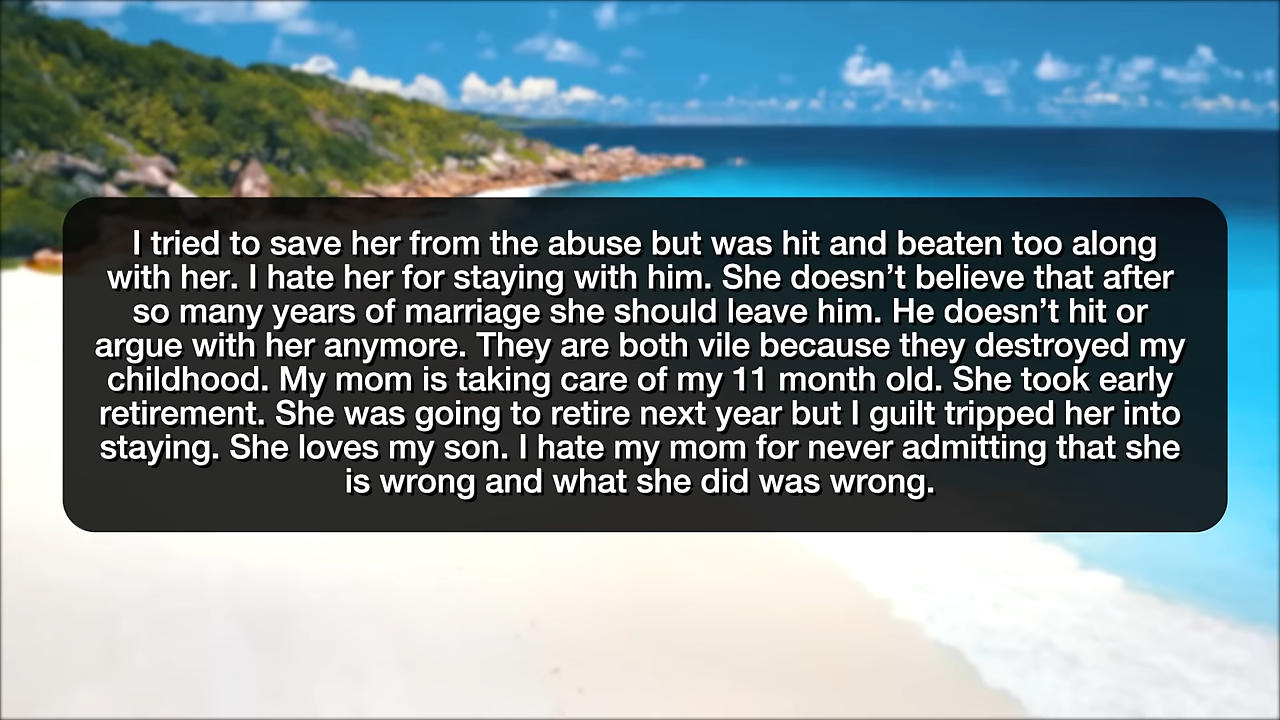 I tried to save her from the abuse but was hit and beaten too along
with her. I hate her for staying with him. She doesn’t believe that after
so many years of marriage she should leave him. He doesn’t hit or
argue with her anymore. They are both vile because they destroyed my
childhood. My mom is taking care of my 11 month old. She took early
retirement. She was going to retire next year but I guilt tripped her into
staying. She loves my son. I hate my mom for never admitting that she
is wrong and what she did was wrong.